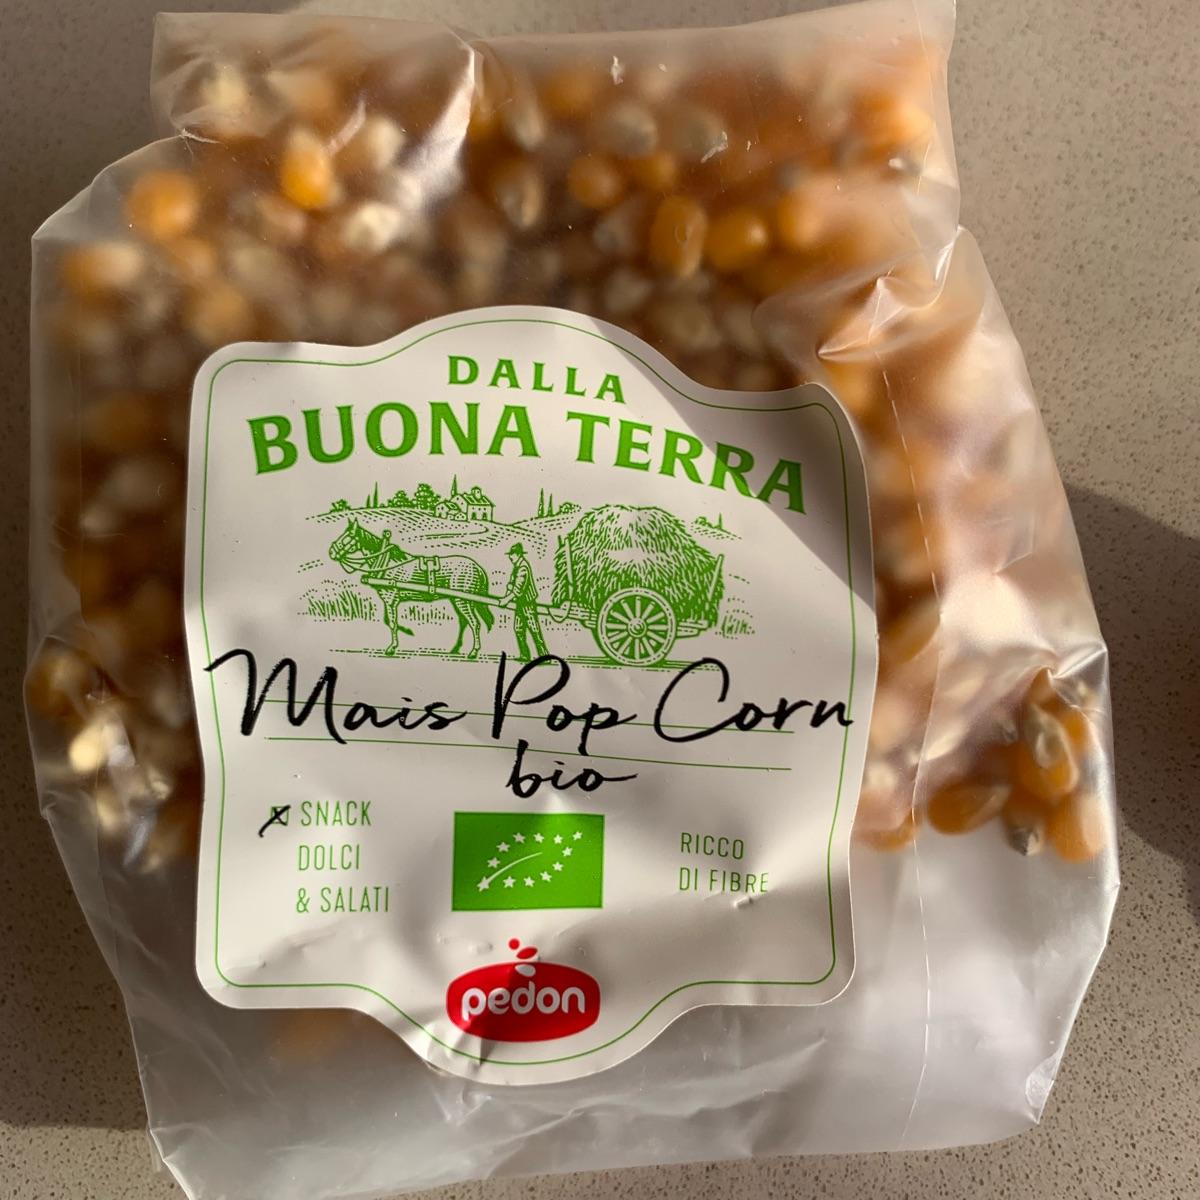 DALLA
BUONA TERRA
Mais Pop Corn
bio
SNACK
DOLCI
& SALATI
RICCO
DI FIBRE
pedon